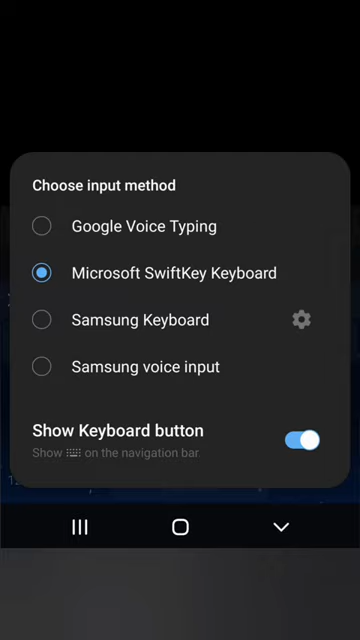 Choose input method
Google Voice Typing
Microsoft SwiftKey Keyboard
Samsung Keyboard
Samsung voice input
Show Keyboard button
Show ⌨ on the navigation bar.